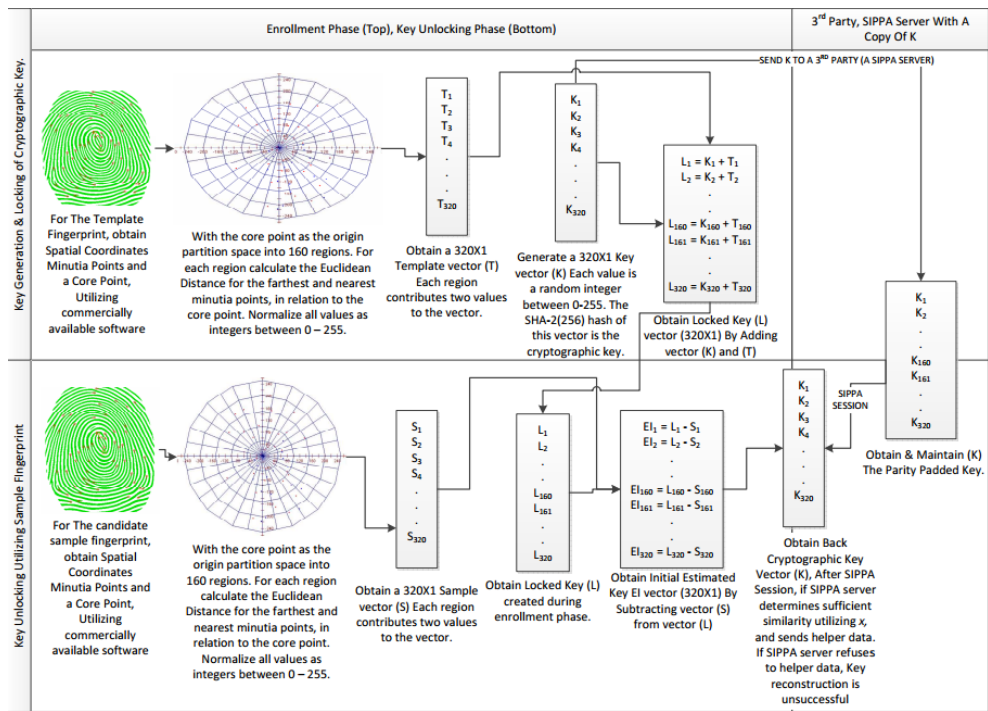 Enrollment Phase (Top), Key Unlocking Phase (Bottom)
3rd Party, SIPPA Server With A
Copy Of K
Key Generation & Locking of Cryptographic Key.
SEND K TO A 3RD PARTY (A SIPPA SERVER)
For The Template
Fingerprint, obtain
Spatial Coordinates
Minutia Points and
a Core Point,
Utilizing
commercially
available software
With the core point as the origin
partition space into 160 regions. For
each region calculate the Euclidean
Distance for the farthest and nearest
minutia points, in relation to the
core point. Normalize all values as
integers between 0 – 255.
T1
T2
T3
T4
.
.
.
T320
Obtain a 320X1
Template vector (T)
Each region
contributes two values
to the vector.
K1
K2
K3
K4
.
.
.
K320
Generate a 320X1 Key
vector (K) Each value is
a random integer
between 0-255. The
SHA-2(256) hash of
this vector is the
cryptographic key.
L1 = K1 + T1
L2 = K2 + T2
.
.
L160 = K160 + T160
L161 = K161 + T161
.
.
L320 = K320 + T320
Obtain Locked Key (L)
vector (320X1) By Adding
vector (K) and (T)
K1
K2
.
.
K160
K161
.
.
K320
Obtain & Maintain (K)
The Parity Padded Key.
Key Unlocking Utilizing Sample Fingerprint
For The candidate
sample fingerprint,
obtain Spatial
Coordinates
Minutia Points and
a Core Point,
Utilizing
commercially
available software
With the core point as the
origin partition space into
160 regions. For each region
calculate the Euclidean
Distance for the farthest and
nearest minutia points, in
relation to the core point.
Normalize all values as
integers between 0 – 255.
S1
S2
S3
S4
.
.
.
S320
Obtain a 320X1 Sample
vector (S) Each region
contributes two values
to the vector.
L1
L2
.
.
L160
L161
.
.
L320
Obtain Locked Key (L)
created during
enrollment phase.
EI1 = L1 - S1
EI2 = L2 - S2
.
.
EI160 = L160 - S160
EI161 = L161 - S161
.
.
EI320 = L320 - S320
Obtain Initial Estimated
Key EI vector (320X1) By
Subtracting vector (S)
from vector (L)
K1
K2
K3
K4
.
.
K320
SIPPA
SESSION
Obtain Back
Cryptographic Key
Vector (K), After SIPPA
Session, if SIPPA server
determines sufficient
similarity utilizing x,
and sends helper data.
If SIPPA server refuses
to helper data, Key
reconstruction is
unsuccessful